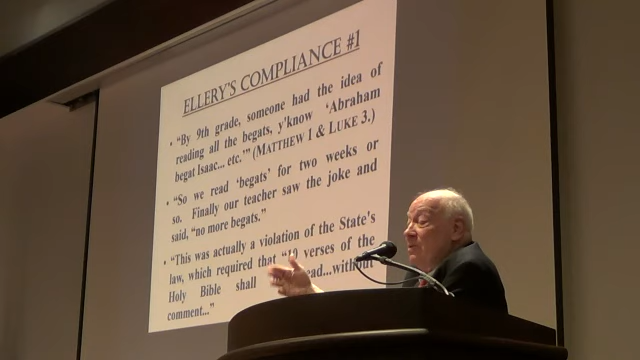 ELLERY'S COMPLIANCE #1
• “By 9th grade, someone had the idea of
reading all the begats, y'know ‘Abraham
begat Isaac... etc.’” (MATTHEW 1 & LUKE 3.)
• “So we read ‘begats’ for two weeks or
so. Finally our teacher saw the joke and
said, “no more begats.”
• “This was actually a violation of the State's
law, which required that “10 verses of the
Holy Bible shall ead...without
comment...”